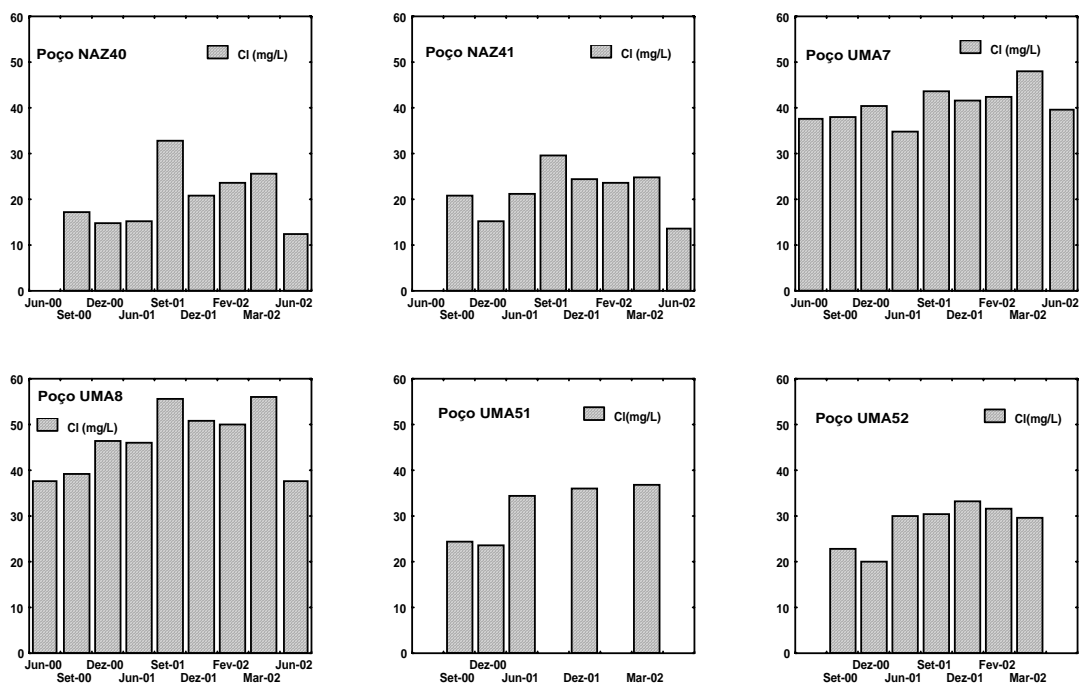 60
50
40
30
20
10
0
Poço NAZ40
Cl (mg/L)
Jun-00 Dez-00 Set-01 Fev-02 Jun-02
Set-00 Jun-01 Dez-01 Mar-02
60
50
40
30
20
10
0
Poço NAZ41
Cl (mg/L)
Jun-00 Dez-00 Set-01 Fev-02 Jun-02
Set-00 Jun-01 Dez-01 Mar-02
60
50
40
30
20
10
0
Poço UMA7
Cl (mg/L)
Jun-00 Dez-00 Set-01 Fev-02 Jun-02
Set-00 Jun-01 Dez-01 Mar-02
60
50
40
30
20
10
0
Poço UMA8
Cl (mg/L)
Jun-00 Dez-00 Set-01 Fev-02 Jun-02
Set-00 Jun-01 Dez-01 Mar-02
60
50
40
30
20
10
0
Poço UMA51
Cl(mg/L)
Dez-00
Set-00 Jun-01 Dez-01 Mar-02
60
50
40
30
20
10
0
Poço UMA52
Cl(mg/L)
Dez-00 Set-01 Fev-02
Set-00 Jun-01 Dez-01 Mar-02